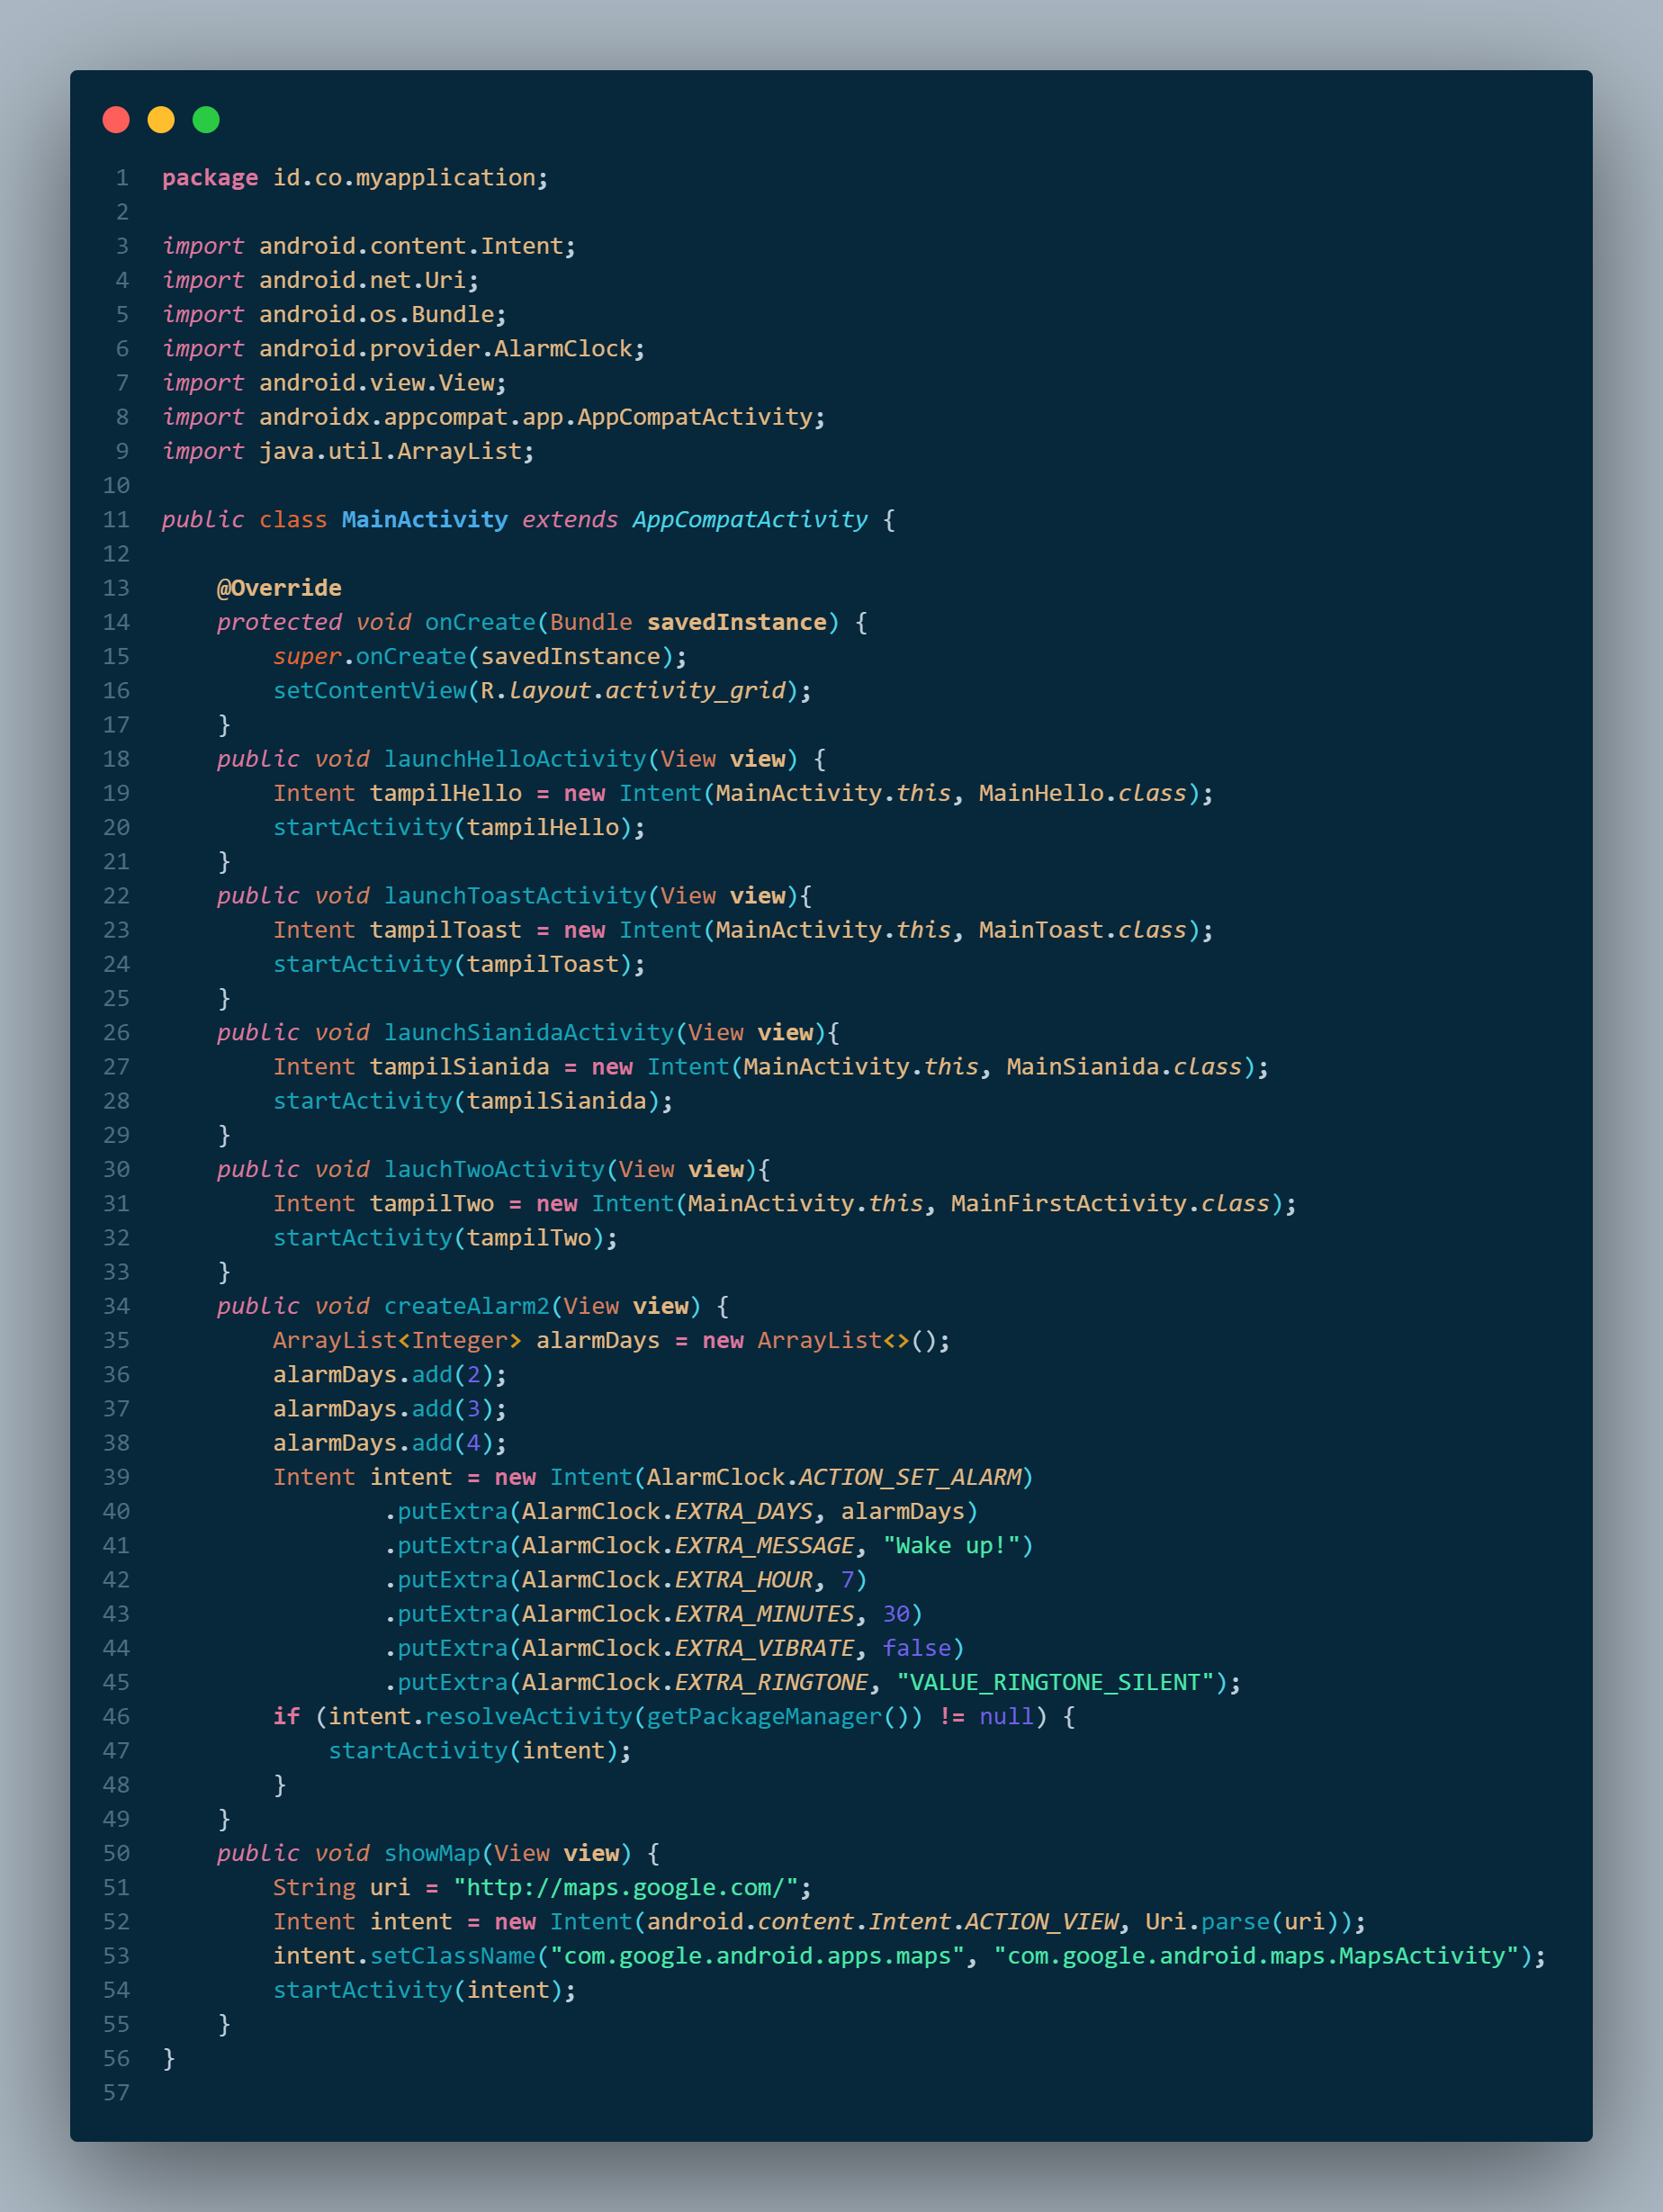 1 package id.co.myapplication;
2
3 import android.content.Intent;
4 import android.net.Uri;
5 import android.os.Bundle;
6 import android.provider.AlarmClock;
7 import android.view.View;
8 import androidx.appcompat.app.AppCompatActivity;
9 import java.util.ArrayList;
10
11 public class MainActivity extends AppCompatActivity {
12
13     @Override
14     protected void onCreate(Bundle savedInstance) {
15         super.onCreate(savedInstance);
16         setContentView(R.layout.activity_grid);
17     }
18     public void launchHelloActivity(View view) {
19         Intent tampilHello = new Intent(MainActivity.this, MainHello.class);
20         startActivity(tampilHello);
21     }
22     public void launchToastActivity(View view){
23         Intent tampilToast = new Intent(MainActivity.this, MainToast.class);
24         startActivity(tampilToast);
25     }
26     public void launchSianidaActivity(View view){
27         Intent tampilSianida = new Intent(MainActivity.this, MainSianida.class);
28         startActivity(tampilSianida);
29     }
30     public void lauchTwoActivity(View view){
31         Intent tampilTwo = new Intent(MainActivity.this, MainFirstActivity.class);
32         startActivity(tampilTwo);
33     }
34     public void createAlarm2(View view) {
35         ArrayList<Integer> alarmDays = new ArrayList<>();
36         alarmDays.add(2);
37         alarmDays.add(3);
38         alarmDays.add(4);
39         Intent intent = new Intent(AlarmClock.ACTION_SET_ALARM)
40                 .putExtra(AlarmClock.EXTRA_DAYS, alarmDays)
41                 .putExtra(AlarmClock.EXTRA_MESSAGE, "Wake up!")
42                 .putExtra(AlarmClock.EXTRA_HOUR, 7)
43                 .putExtra(AlarmClock.EXTRA_MINUTES, 30)
44                 .putExtra(AlarmClock.EXTRA_VIBRATE, false)
45                 .putExtra(AlarmClock.EXTRA_RINGTONE, "VALUE_RINGTONE_SILENT");
46         if (intent.resolveActivity(getPackageManager()) != null) {
47             startActivity(intent);
48         }
49     }
50     public void showMap(View view) {
51         String uri = "http://maps.google.com/";
52         Intent intent = new Intent(android.content.Intent.ACTION_VIEW, Uri.parse(uri));
53         intent.setClassName("com.google.android.apps.maps", "com.google.android.maps.MapsActivity");
54         startActivity(intent);
55     }
56 }
57